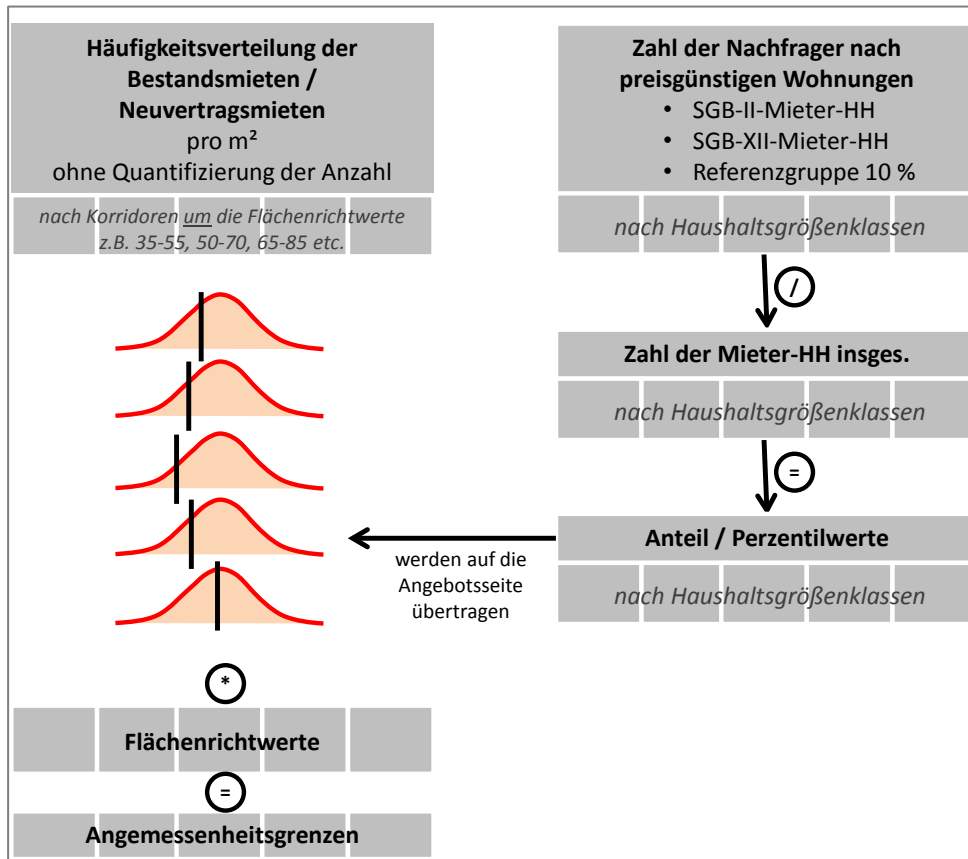 Häufigkeitsverteilung der
Bestandsmieten /
Neuvertragsmieten
pro m²
ohne Quantifizierung der Anzahl
nach Korridoren um die Flächenrichtwerte
z.B. 35-55, 50-70, 65-85 etc.
Zahl der Nachfrager nach
preisgünstigen Wohnungen
• SGB-II-Mieter-HH
• SGB-XII-Mieter-HH
• Referenzgruppe 10 %
nach Haushaltsgrößenklassen
/
Zahl der Mieter-HH insges.
nach Haushaltsgrößenklassen
=
Anteil / Perzentilwerte
nach Haushaltsgrößenklassen
werden auf die
Angebotsseite
übertragen
*
Flächenrichtwerte
=
Angemessenheitsgrenzen